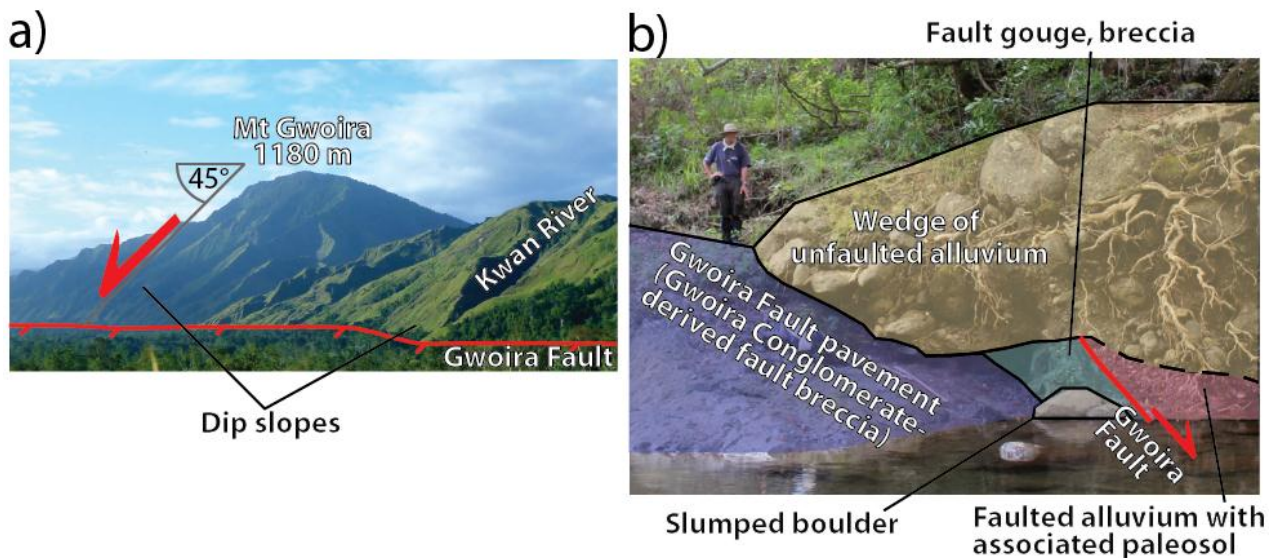 a)
Mt Gwoira
1180 m
45°
Kwan River
Gwoira Fault
Dip slopes
b)
Fault gouge, breccia
Wedge of
unfaulted alluvium
Gwoira Fault pavement
(Gwoira Conglomerate-
derived fault breccia)
Gwoira
Fault
Slumped boulder
Faulted alluvium with
associated paleosol